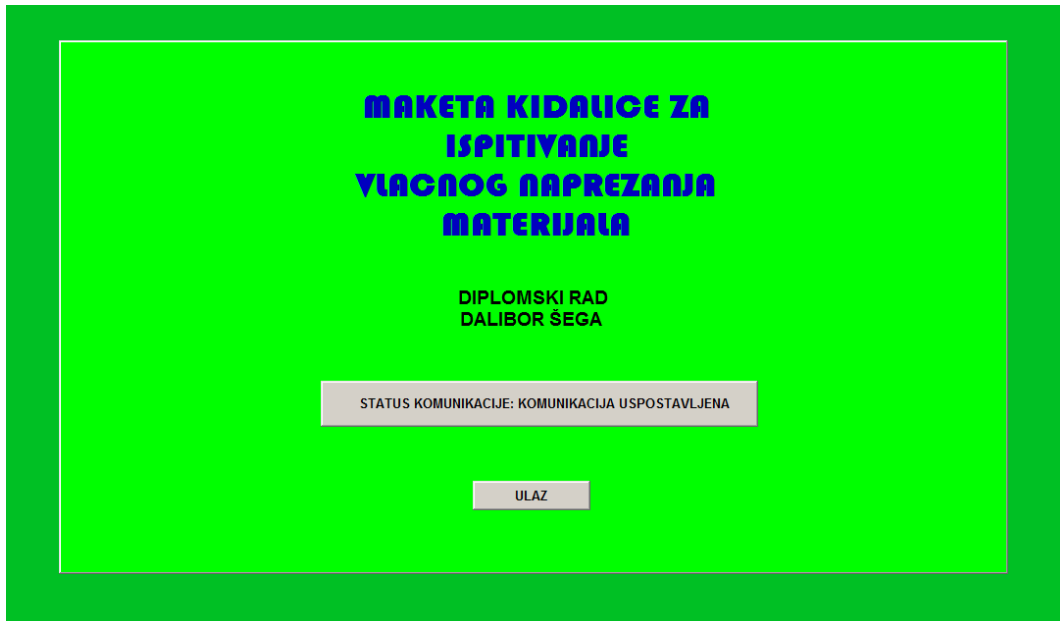 MAKETA KIDALICE ZA
ISPITIVANJE
VLACNOG NAPREZANJA
MATERIJALA
DIPLOMSKI RAD
DALIBOR ŠEGA
STATUS KOMUNIKACIJE: KOMUNIKACIJA USPOSTAVLJENA
ULAZ